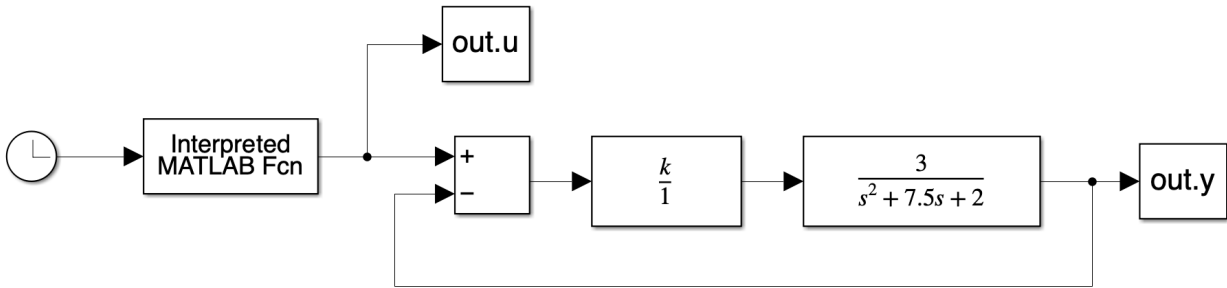 out.u
Interpreted
MATLAB Fcn
+
−
k
1
3
s² + 7.5s + 2
out.y